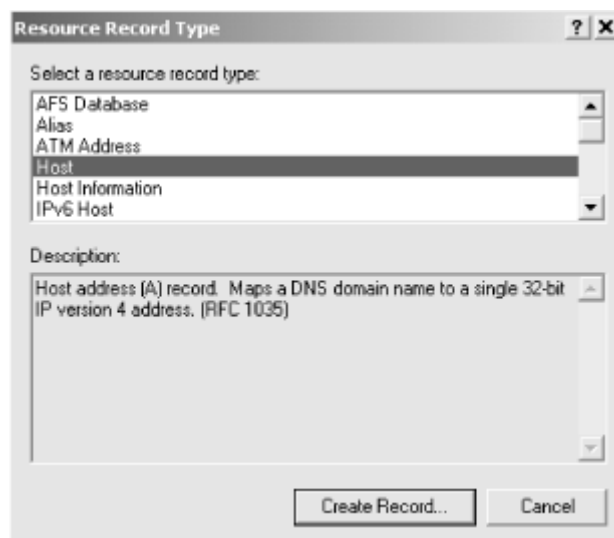 Resource Record Type
Select a resource record type:
AFS Database
Alias
ATM Address
Host
Host Information
IPv6 Host
Description:
Host address (A) record. Maps a DNS domain name to a single 32-bit
IP version 4 address. (RFC 1035)
Create Record... Cancel